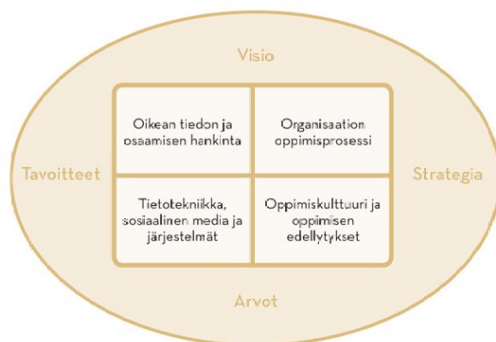 Visio
Oikean tiedon ja
osaamisen hankinta
Organisaation
oppimisprosessi
Tavoitteet
Strategia
Tietotekniikka,
sosiaalinen media ja
järjestelmät
Oppimiskulttuuri ja
oppimisen
edellytykset
Arvot